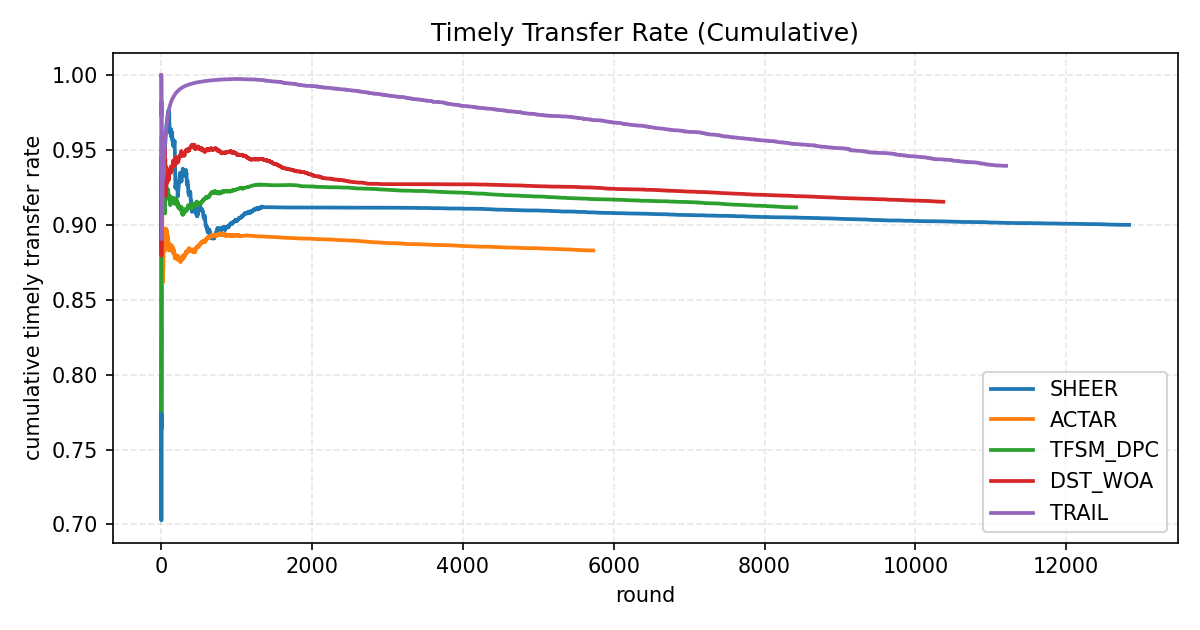 Timely Transfer Rate (Cumulative)
cumulative timely transfer rate
1.00
0.95
0.90
0.85
0.80
0.75
0.70
0
2000
4000
6000
8000
10000
12000
round
SHEER
ACTAR
TFSM_DPC
DST_WOA
TRAIL